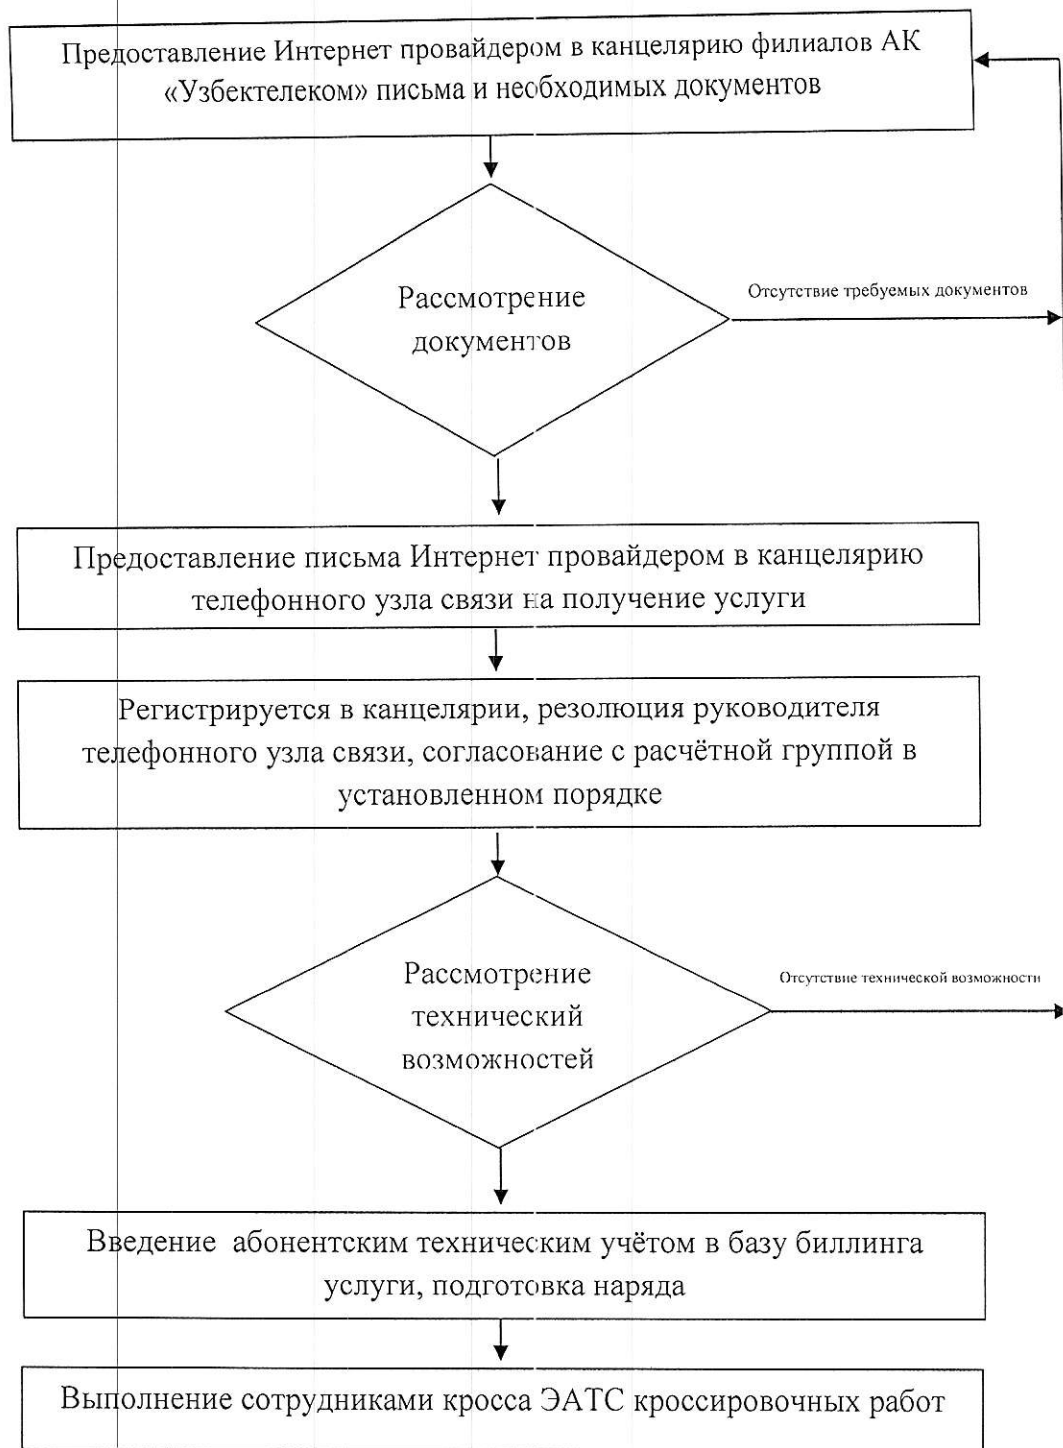 Предоставление Интернет провайдером в канцелярию филиалов АК
«Узбектелеком» письма и необходимых документов
Рассмотрение
документов
Отсутствие требуемых документов
Предоставление письма Интернет провайдером в канцелярию
телефонного узла связи на получение услуги
Регистрируется в канцелярии, резолюция руководителя
телефонного узла связи, согласование с расчётной группой в
установленном порядке
Рассмотрение
технический
возможностей
Отсутствие технической возможности
Введение абонентским техническим учётом в базу биллинга
услуги, подготовка наряда
Выполнение сотрудниками кросса ЭАТС кроссировочных работ